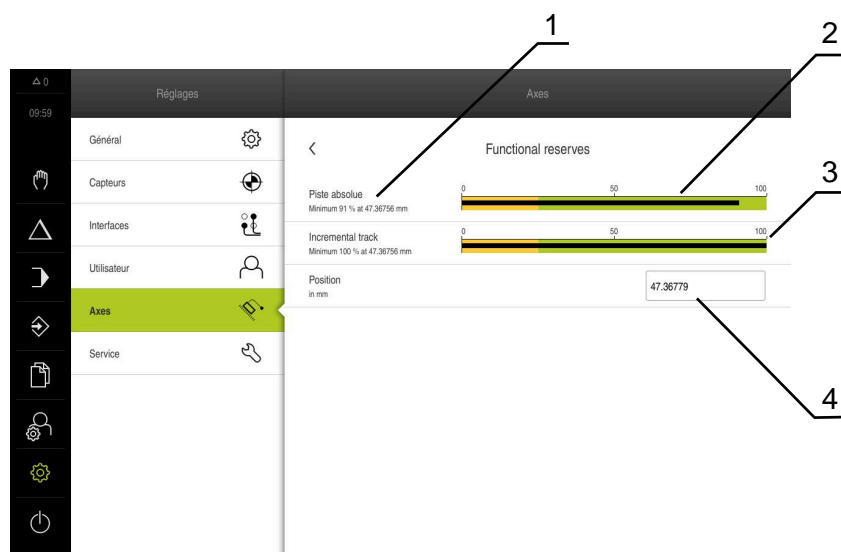 1
2
△ 0
Réglages
Axes
09:59
Général
Functional reserves
Capteurs
Piste absolue
0 50 100
3
Minimum 91 % at 47.36756 mm
Interfaces
Incremental track
0 50 100
Minimum 100 % at 47.36756 mm
Utilisateur
Position
47.36779
in mm
Axes
Service
4